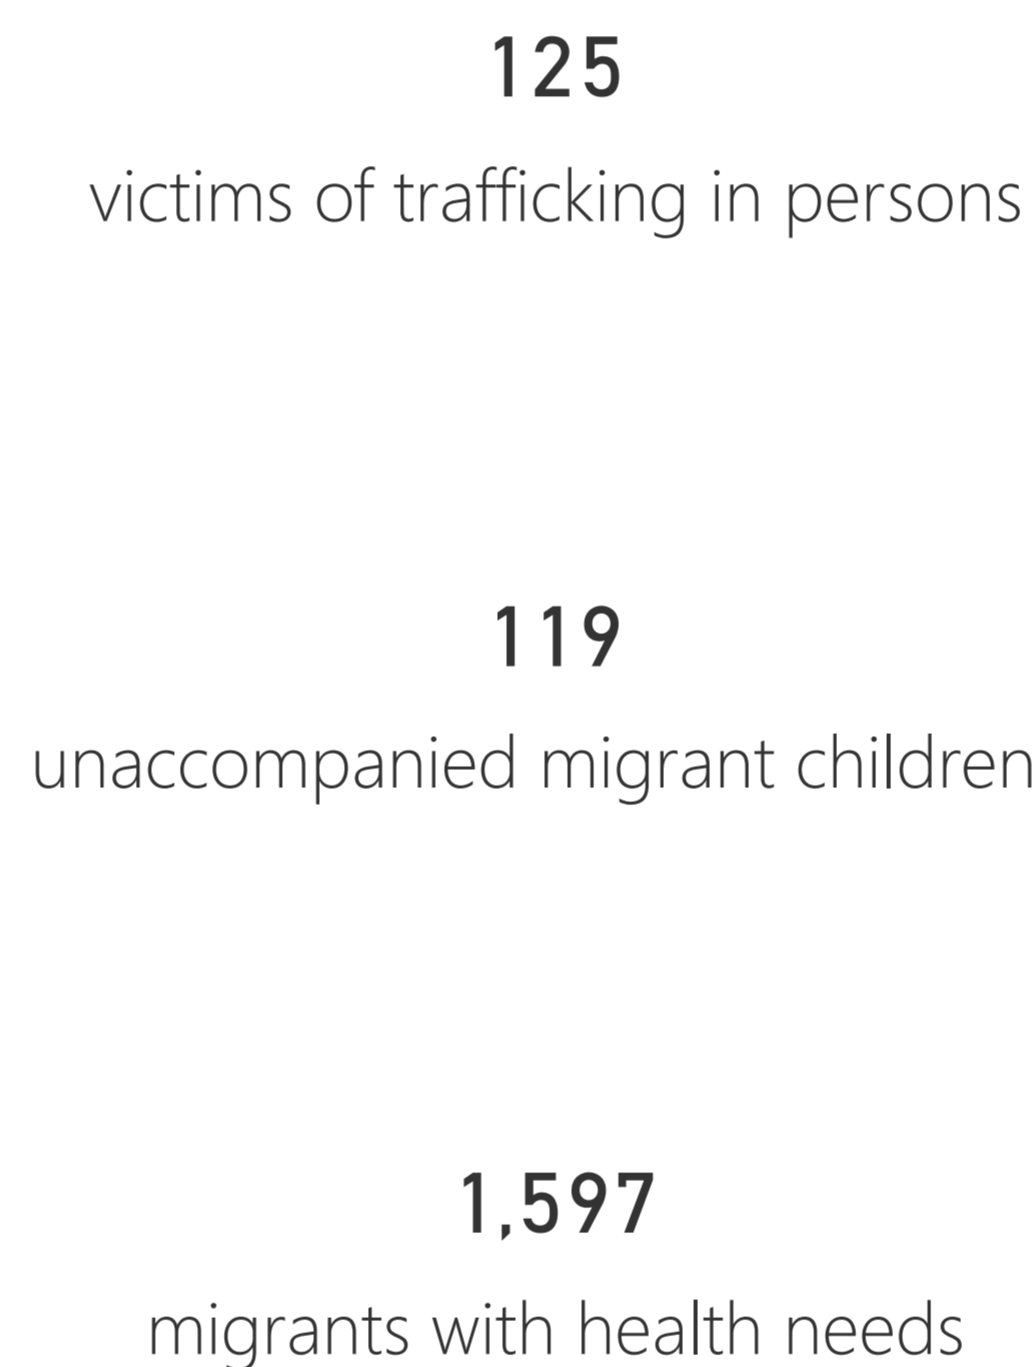 125
victims of trafficking in persons
119
unaccompanied migrant children
1,597
migrants with health needs